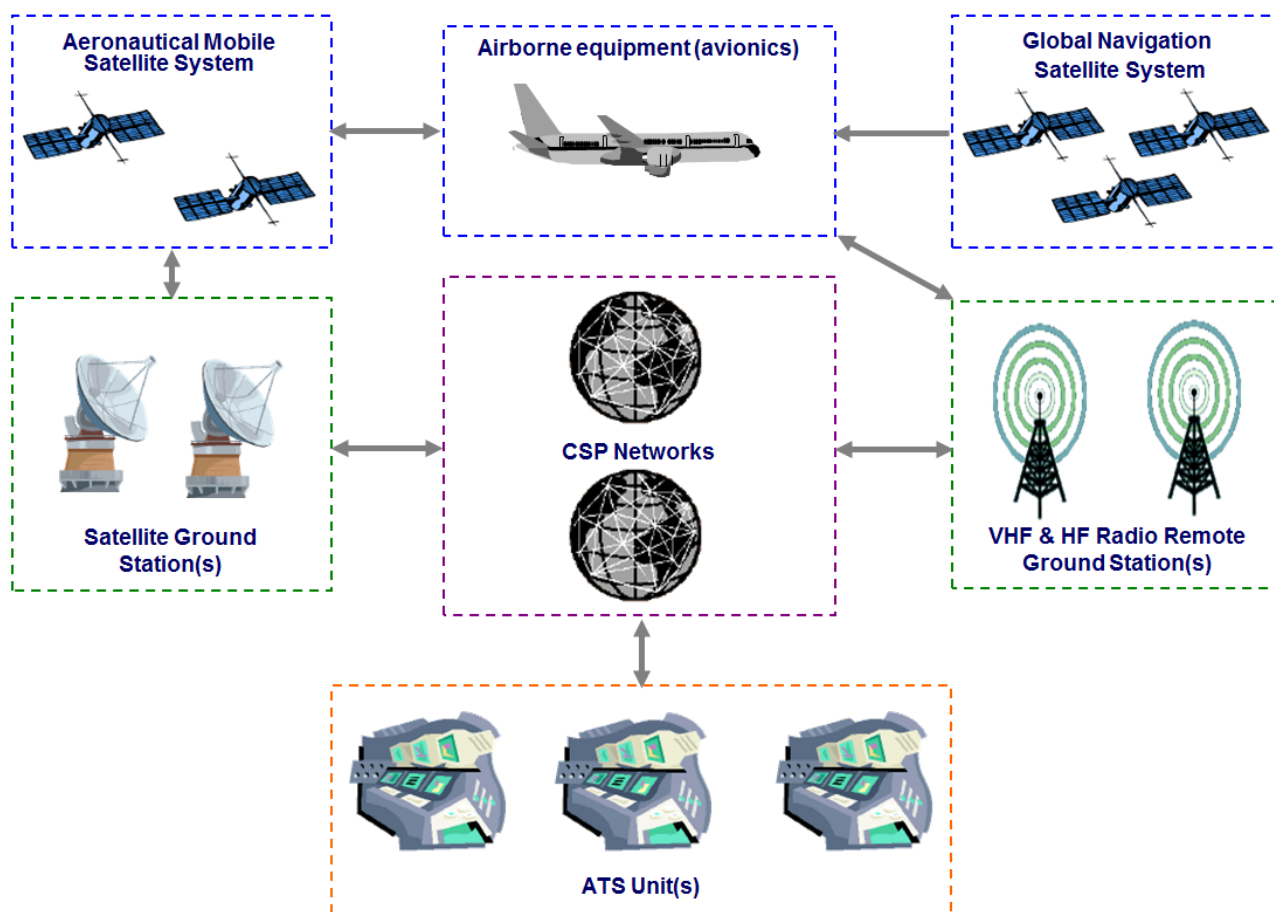 Aeronautical Mobile
Satellite System
Airborne equipment (avionics)
Global Navigation
Satellite System
CSP Networks
Satellite Ground
Station(s)
VHF & HF Radio Remote
Ground Station(s)
ATS Unit(s)